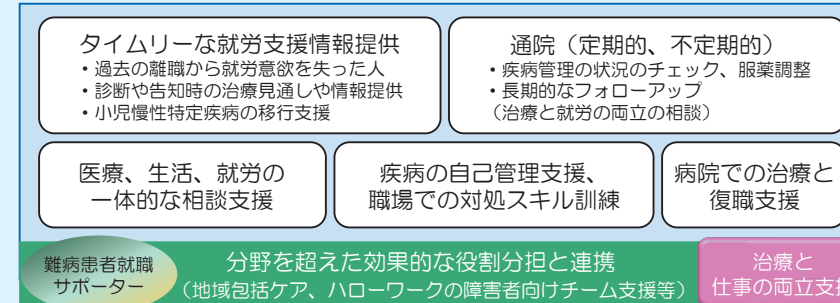 タイムリーな就労支援情報提供
・過去の離職から就労意欲を失った人
・診断や告知時の治療見通しや情報提供
・小児慢性特定疾病の移行支援
通院（定期的、不定期的）
・疾病管理の状況のチェック、服薬調整
・長期的なフォローアップ
（治療と就労の両立の相談）
医療、生活、就労の
一体的な相談支援
疾病の自己管理支援、
職場での対処スキル訓練
病院での治療と
復職支援
難病患者就職
サポーター
分野を超えた効果的な役割分担と連携
（地域包括ケア、ハローワークの障害者向けチーム支援等）
治療と
仕事の両立支